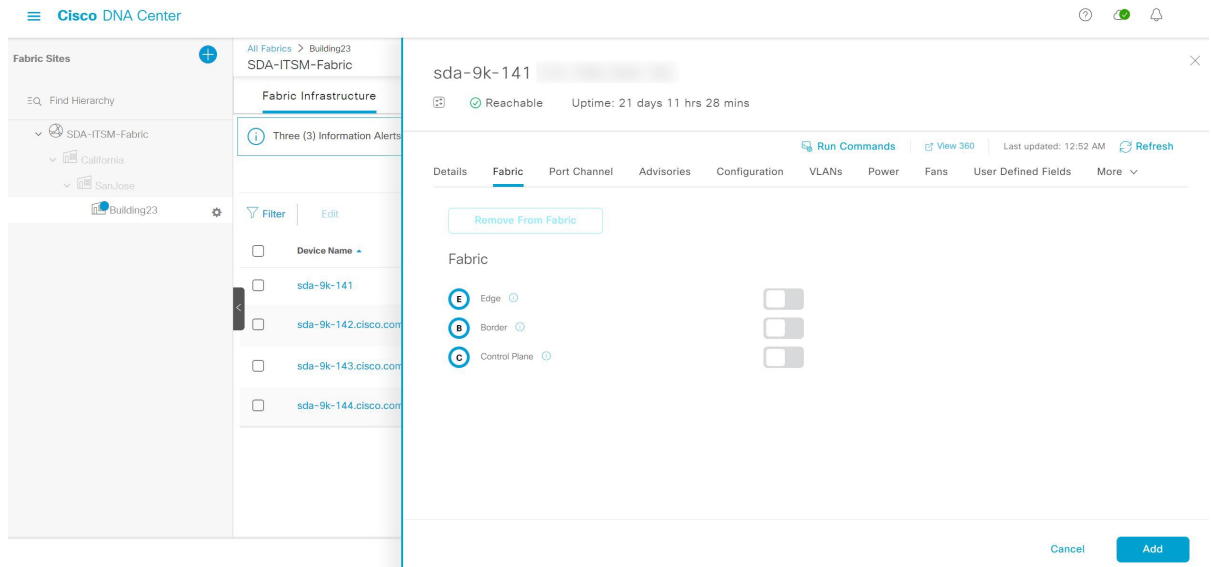 Cisco DNA Center
Fabric Sites
Find Hierarchy
SDA-ITSM-Fabric
California
SanJose
Building23
All Fabrics > Building23
SDA-ITSM-Fabric
Fabric Infrastructure
Three (3) Information Alerts
Filter Edit
Device Name
sda-9k-141
sda-9k-142.cisco.com
sda-9k-143.cisco.com
sda-9k-144.cisco.com
sda-9k-141
Reachable Uptime: 21 days 11 hrs 28 mins
Run Commands View 360 Last updated: 12:52 AM Refresh
Details Fabric Port Channel Advisories Configuration VLANs Power Fans User Defined Fields More
Remove From Fabric
Fabric
E Edge
B Border
C Control Plane
Cancel Add